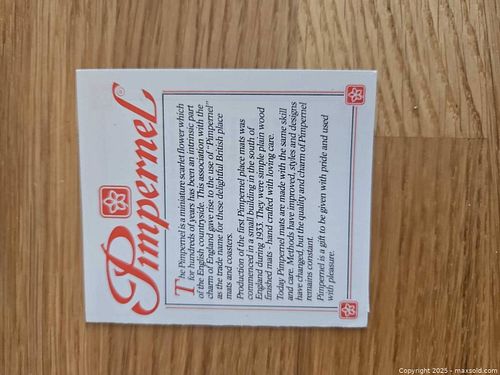 Pimpernel®
The Pimpernel is a miniature scarlet flower which
for hundreds of years has been an intrinsic part
of the English countryside. This association with the
charm of England gave rise to the use of "Pimpernel"
as the trade name for these delightful British place
mats and coasters.
Production of the first Pimpernel place mats was
commenced in a small building in the south of
England during 1933. They were simple plain wood
finished mats - hand crafted with loving care.
Today Pimpernel mats are made with the same skill
and care. Methods have improved, styles and designs
have changed, but the quality and charm of Pimpernel
remains constant.
Pimpernel is a gift to be given with pride and used
with pleasure.
Copyright 2025 - maxsold.com